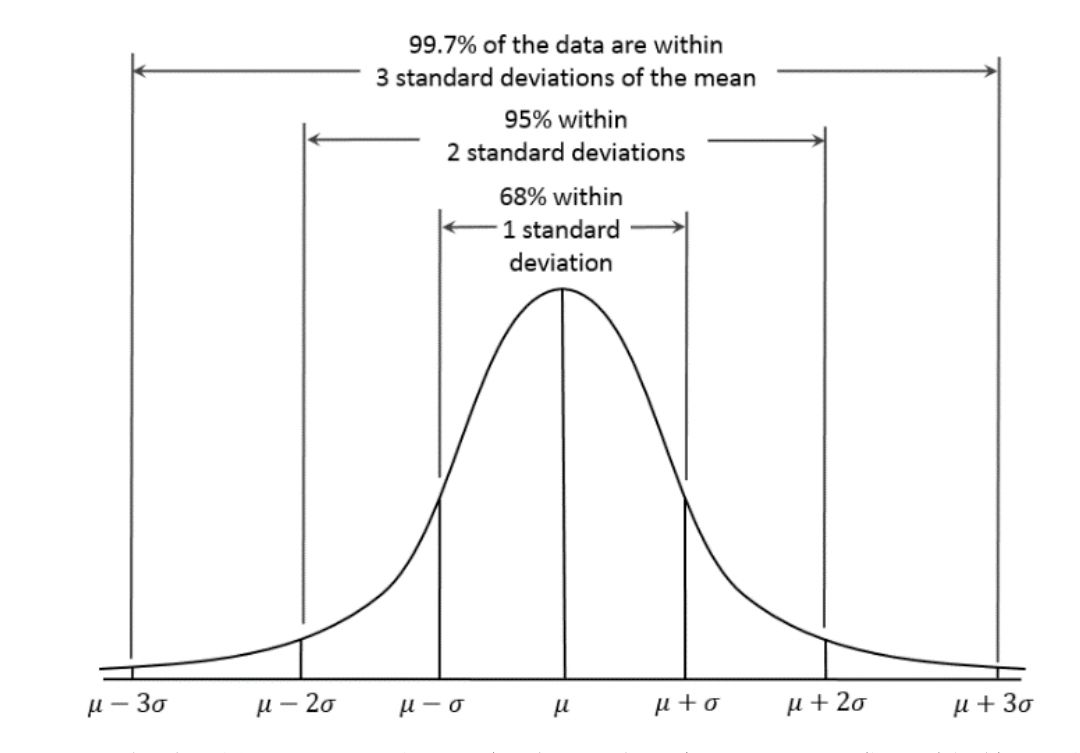 99.7% of the data are within
3 standard deviations of the mean
95% within
2 standard deviations
68% within
1 standard
deviation
μ − 3σ μ − 2σ μ − σ μ μ + σ μ + 2σ μ + 3σ